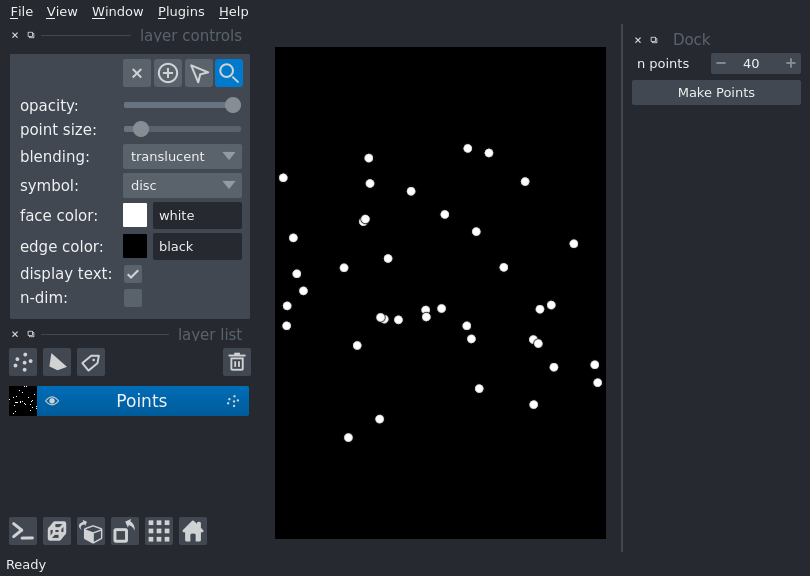 File View Window Plugins Help
layer controls
opacity:
point size:
blending: translucent
symbol: disc
face color: white
edge color: black
display text:
n-dim:
layer list
Points
Ready
Dock
n points 40
Make Points